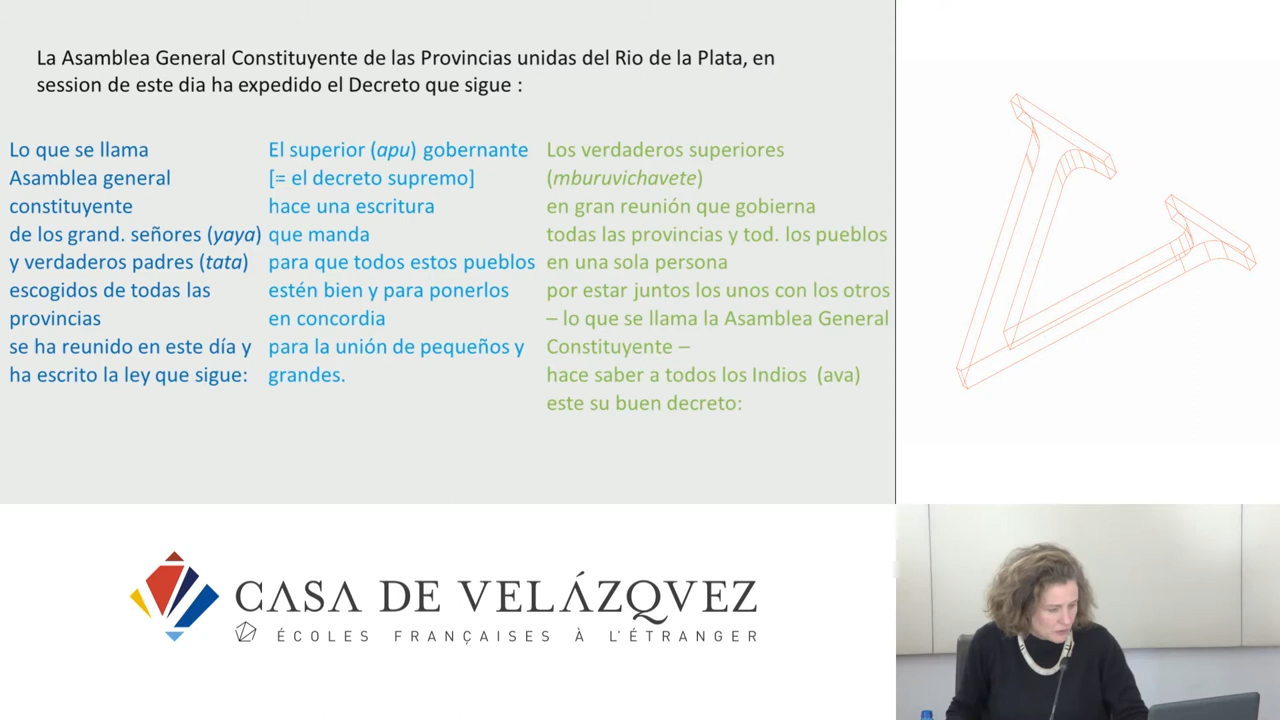 La Asamblea General Constituyente de las Provincias unidas del Rio de la Plata, en
session de este dia ha expedido el Decreto que sigue :
Lo que se llama
Asamblea general
constituyente
de los grand. señores (yaya)
y verdaderos padres (tata)
escogidos de todas las
provincias
se ha reunido en este día y
ha escrito la ley que sigue:
El superior (apu) gobernante
[= el decreto supremo]
hace una escritura
que manda
para que todos estos pueblos
estén bien y para ponerlos
en concordia
para la unión de pequeños y
grandes.
Los verdaderos superiores
(mburuvichavete)
en gran reunión que gobierna
todas las provincias y tod. los pueblos
en una sola persona
por estar juntos los unos con los otros
– lo que se llama la Asamblea General
Constituyente –
hace saber a todos los Indios (ava)
este su buen decreto:
CASA DE VELÁZQVEZ
ÉCOLES FRANÇAISES À L'ÉTRANGER